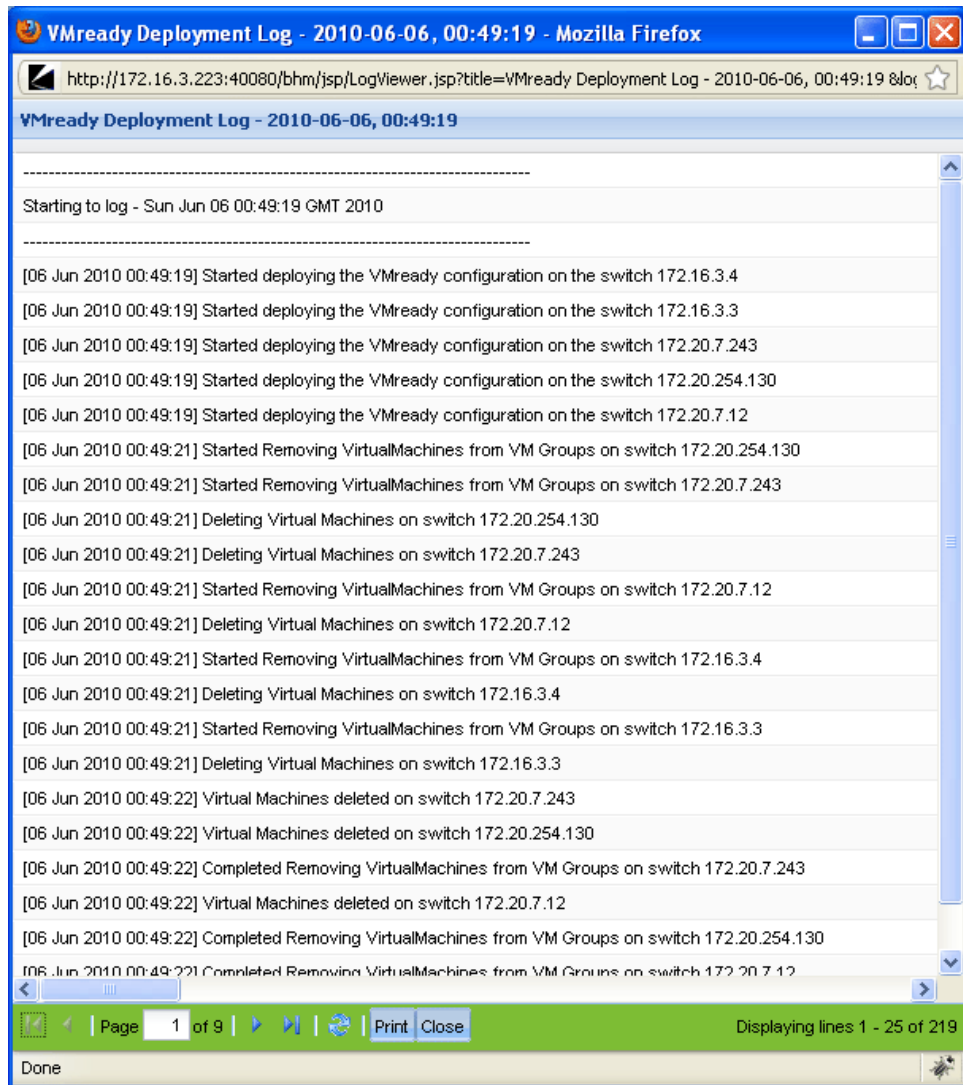 VMready Deployment Log - 2010-06-06, 00:49:19 - Mozilla Firefox
http://172.16.3.223:40080/bhm/jsp/LogViewer.jsp?title=VMready Deployment Log - 2010-06-06, 00:49:19 &log
VMready Deployment Log - 2010-06-06, 00:49:19
--------------------------------------------------------------------------------
Starting to log - Sun Jun 06 00:49:19 GMT 2010
--------------------------------------------------------------------------------
[06 Jun 2010 00:49:19] Started deploying the VMready configuration on the switch 172.16.3.4
[06 Jun 2010 00:49:19] Started deploying the VMready configuration on the switch 172.16.3.3
[06 Jun 2010 00:49:19] Started deploying the VMready configuration on the switch 172.20.7.243
[06 Jun 2010 00:49:19] Started deploying the VMready configuration on the switch 172.20.254.130
[06 Jun 2010 00:49:19] Started deploying the VMready configuration on the switch 172.20.7.12
[06 Jun 2010 00:49:21] Started Removing VirtualMachines from VM Groups on switch 172.20.254.130
[06 Jun 2010 00:49:21] Started Removing VirtualMachines from VM Groups on switch 172.20.7.243
[06 Jun 2010 00:49:21] Deleting Virtual Machines on switch 172.20.254.130
[06 Jun 2010 00:49:21] Deleting Virtual Machines on switch 172.20.7.243
[06 Jun 2010 00:49:21] Started Removing VirtualMachines from VM Groups on switch 172.20.7.12
[06 Jun 2010 00:49:21] Deleting Virtual Machines on switch 172.20.7.12
[06 Jun 2010 00:49:21] Started Removing VirtualMachines from VM Groups on switch 172.16.3.4
[06 Jun 2010 00:49:21] Deleting Virtual Machines on switch 172.16.3.4
[06 Jun 2010 00:49:21] Started Removing VirtualMachines from VM Groups on switch 172.16.3.3
[06 Jun 2010 00:49:21] Deleting Virtual Machines on switch 172.16.3.3
[06 Jun 2010 00:49:22] Virtual Machines deleted on switch 172.20.7.243
[06 Jun 2010 00:49:22] Virtual Machines deleted on switch 172.20.254.130
[06 Jun 2010 00:49:22] Completed Removing VirtualMachines from VM Groups on switch 172.20.7.243
[06 Jun 2010 00:49:22] Virtual Machines deleted on switch 172.20.7.12
[06 Jun 2010 00:49:22] Completed Removing VirtualMachines from VM Groups on switch 172.20.254.130
[06 Jun 2010 00:49:22] Completed Removing VirtualMachines from VM Groups on switch 172.20.7.12
Page 1 of 9 Print Close Displaying lines 1 - 25 of 219
Done